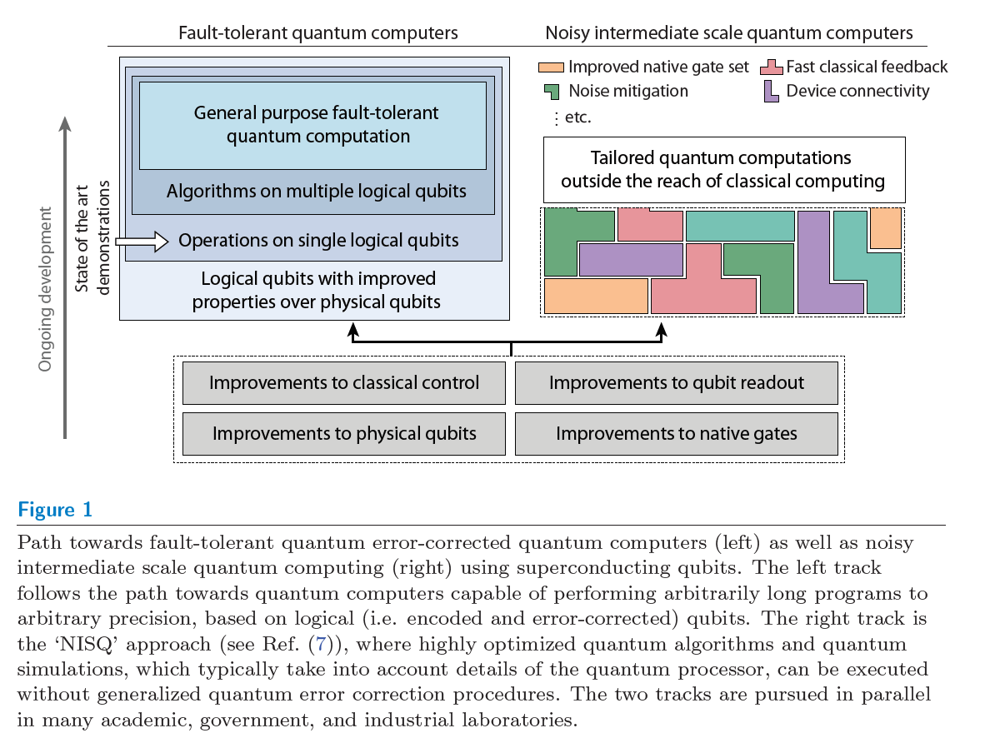 Fault-tolerant quantum computers
Noisy intermediate scale quantum computers
Improved native gate set
Fast classical feedback
Noise mitigation
Device connectivity
⋮ etc.
General purpose fault-tolerant
quantum computation
Algorithms on multiple logical qubits
Operations on single logical qubits
Logical qubits with improved
properties over physical qubits
Ongoing development
State of the art
demonstrations
Tailored quantum computations
outside the reach of classical computing
Improvements to classical control
Improvements to qubit readout
Improvements to physical qubits
Improvements to native gates
Figure 1
Path towards fault-tolerant quantum error-corrected quantum computers (left) as well as noisy
intermediate scale quantum computing (right) using superconducting qubits. The left track
follows the path towards quantum computers capable of performing arbitrarily long programs to
arbitrary precision, based on logical (i.e. encoded and error-corrected) qubits. The right track is
the ‘NISQ’ approach (see Ref. (7)), where highly optimized quantum algorithms and quantum
simulations, which typically take into account details of the quantum processor, can be executed
without generalized quantum error correction procedures. The two tracks are pursued in parallel
in many academic, government, and industrial laboratories.